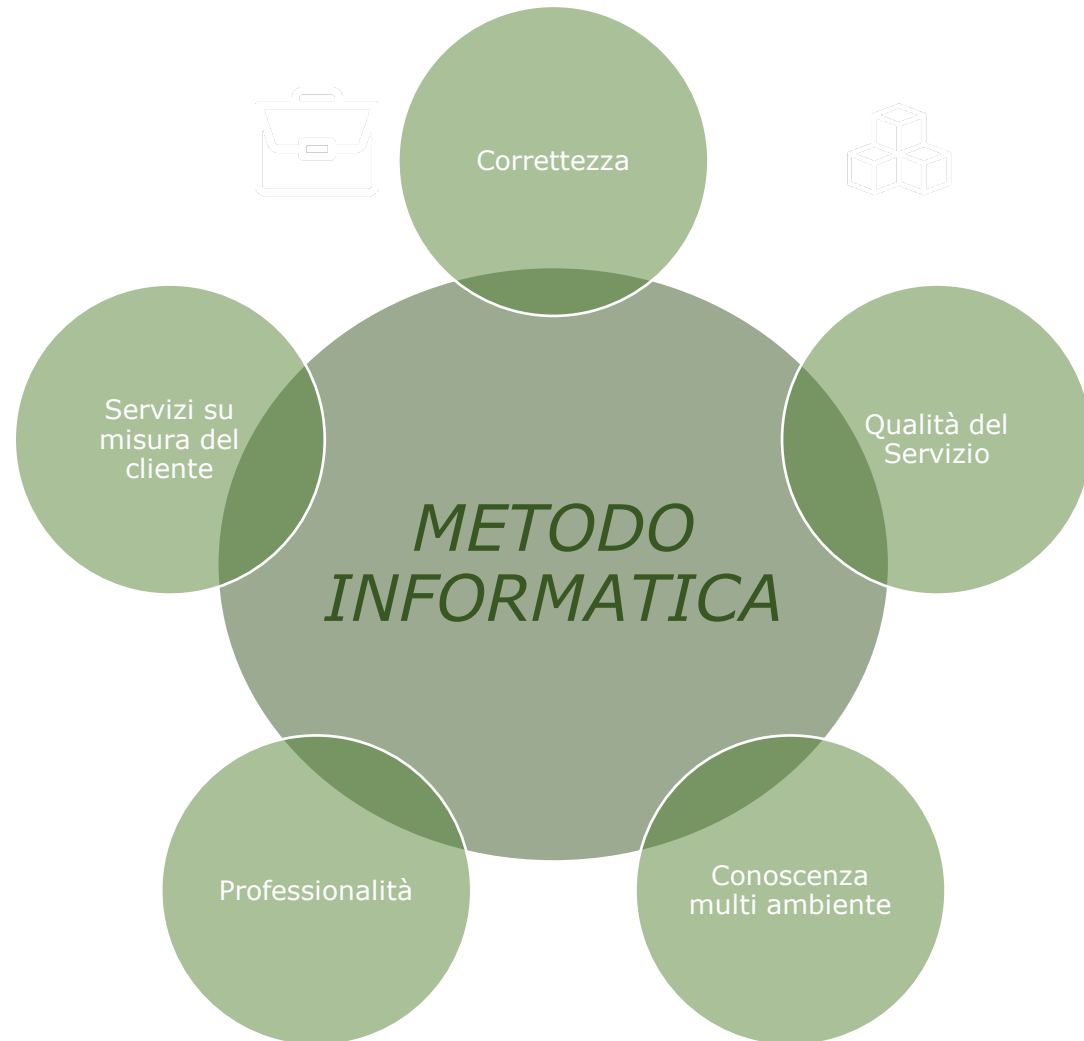 Correttezza
Servizi su
misura del
cliente
Qualità del
Servizio
METODO
INFORMATICA
Professionalità
Conoscenza
multi ambiente